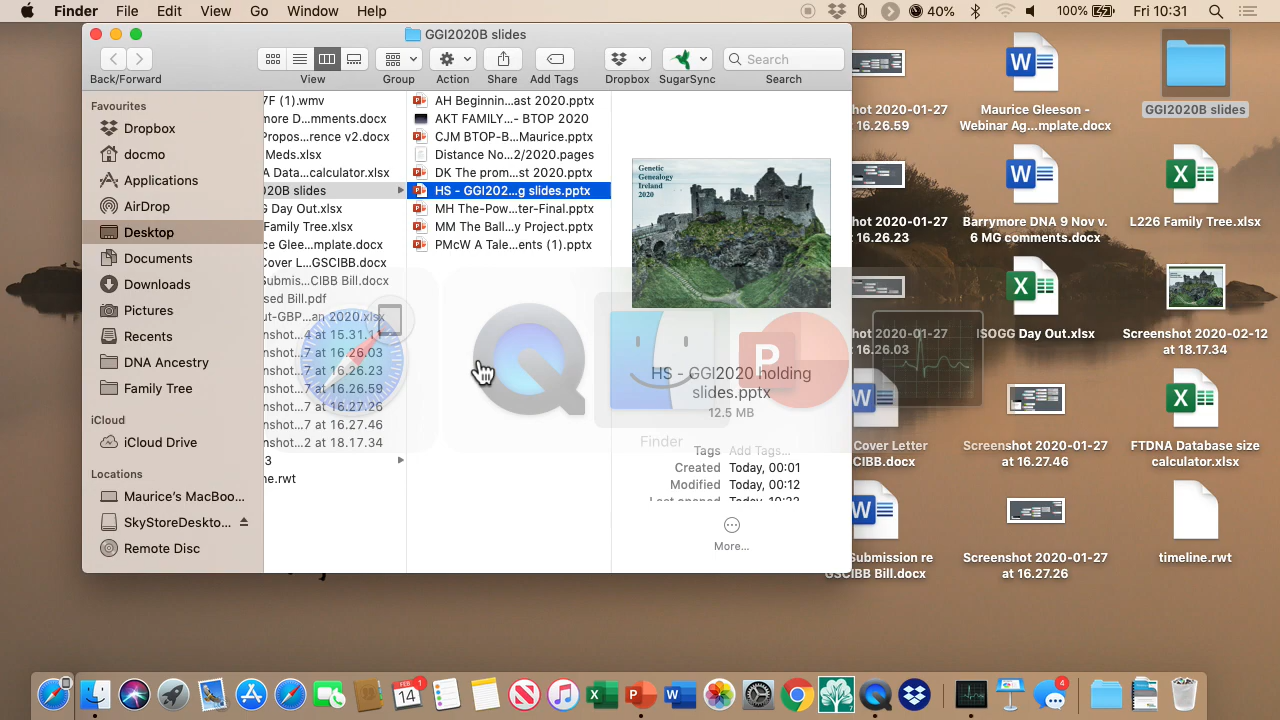 Finder File Edit View Go Window Help 40% 100% Fri 10:31
GGI2020B slides
Back/Forward View Group Action Share Add Tags Dropbox SugarSync Search
Search
Favourites
Dropbox
docmo
Applications
AirDrop
Desktop
Documents
Downloads
Pictures
Recents
DNA Ancestry
Family Tree
iCloud
iCloud Drive
Locations
Maurice's MacBoo...
SkyStoreDeskto...
Remote Disc
7F (1).wmv
more D...mments.docx
Propos...rence v2.docx
Meds.xlsx
A Data...calculator.xlsx
020B slides
G Day Out.xlsx
Family Tree.xlsx
ce Glee...mplate.docx
Cover L...GSCIBB.docx
Submis...CIBB Bill.docx
sed Bill.pdf
ut-GBP...an 2020.xlsx
nshot...4 at 15.31.11
nshot...7 at 16.26.03
nshot...7 at 16.26.23
nshot...7 at 16.26.59
nshot...7 at 16.27.26
nshot...7 at 16.27.46
nshot...2 at 18.17.34
3
ne.rwt
AH Beginnin...ast 2020.pptx
AKT FAMILY...- BTOP 2020
CJM BTOP-B...Maurice.pptx
Distance No...2/2020.pages
DK The prom...st 2020.pptx
HS - GGI202...g slides.pptx
MH The-Pow...ter-Final.pptx
MM The Ball...y Project.pptx
PMcW A Tale...ents (1).pptx
Genetic
Genealogy
Ireland
2020
HS - GGI2020 holding
slides.pptx
12.5 MB
Finder
Tags Add Tags...
Created Today, 00:01
Modified Today, 00:12
More...
shot 2020-01-27
at 16.26.59
Maurice Gleeson -
Webinar Ag...mplate.docx
GGI2020B slides
shot 2020-01-27
at 16.26.23
Barrymore DNA 9 Nov v.
6 MG comments.docx
L226 Family Tree.xlsx
shot 2020-01-27
at 16.26.03
ISOGG Day Out.xlsx
Screenshot 2020-02-12
at 18.17.34
Cover Letter
CIBB.docx
Screenshot 2020-01-27
at 16.27.46
FTDNA Database size
calculator.xlsx
Submission re
GSCIBB Bill.docx
Screenshot 2020-01-27
at 16.27.26
timeline.rwt